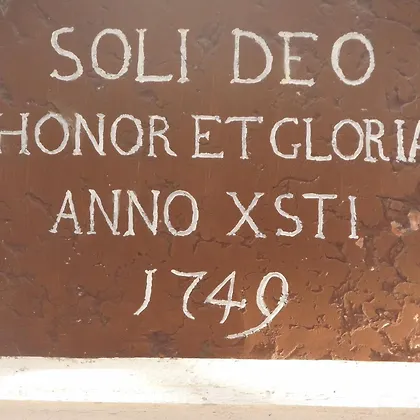 SOLI DEO
HONOR ET GLORIA
ANNO XSTI
1749